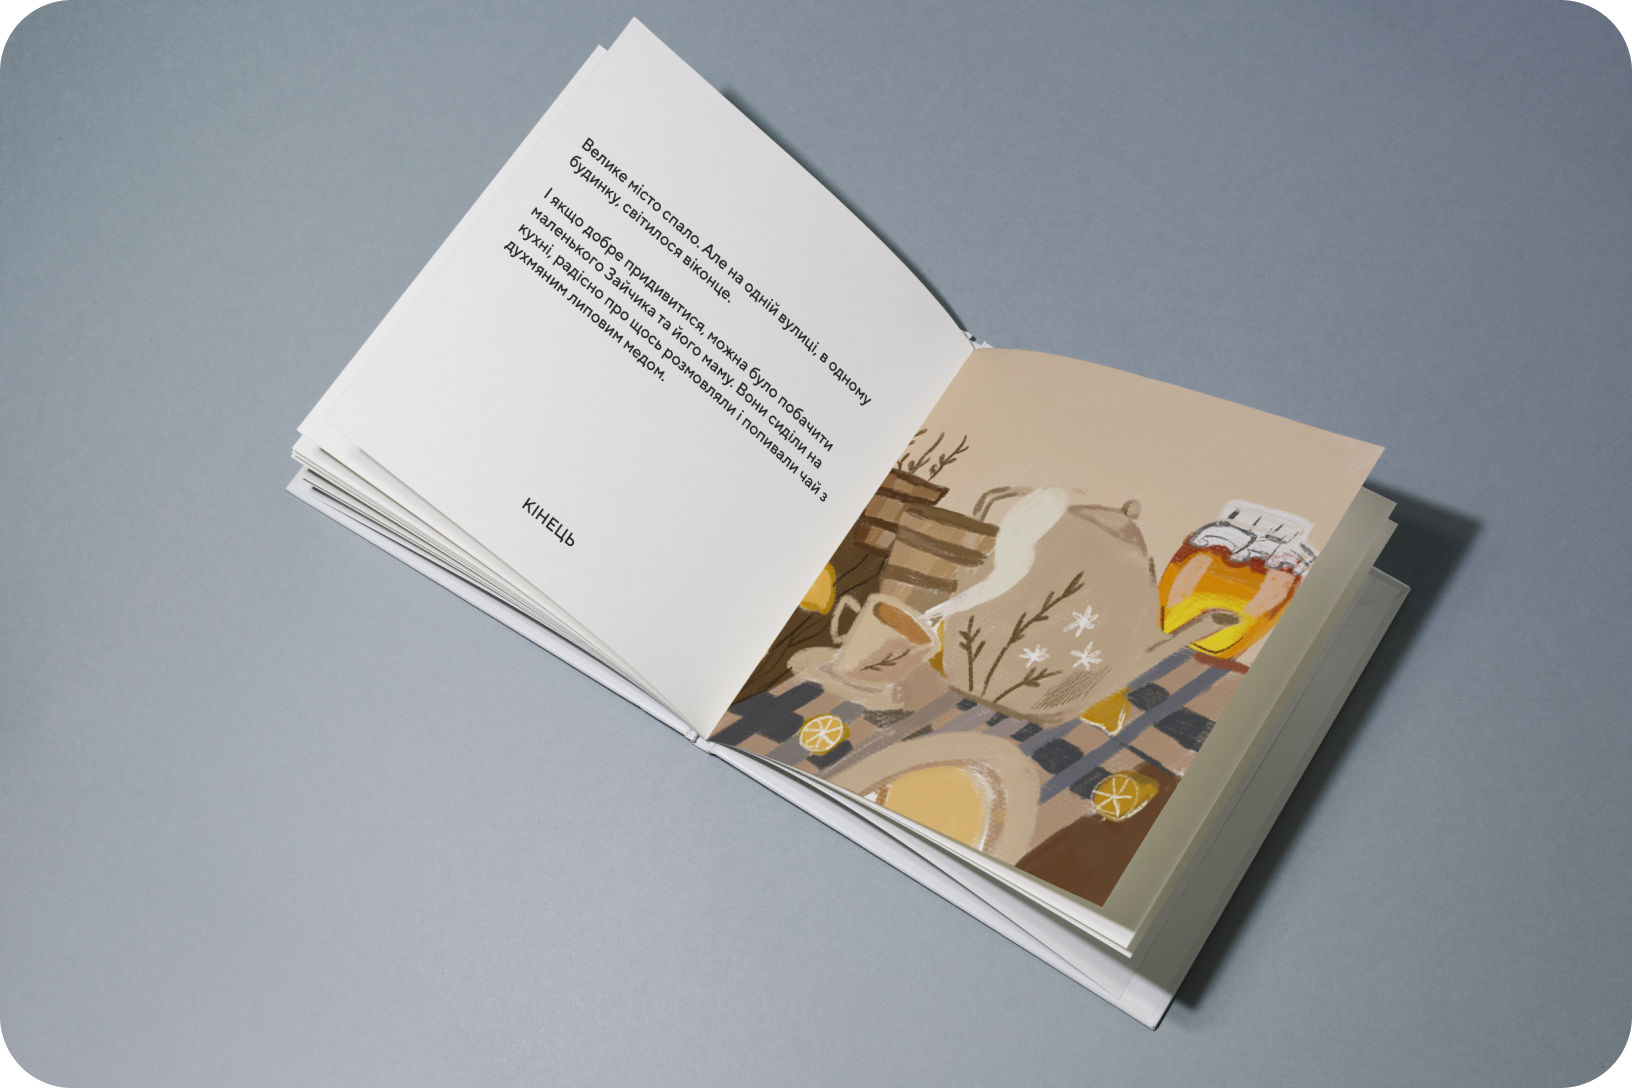 Велике місто спало. Але на одній вулиці, в одному
будинку, світилося віконце.
І якщо добре придивитися, можна було побачити
маленького Зайчика та його маму. Вони сиділи на
кухні, радісно про щось розмовляли і попивали чай з
духмяним липовим медом.
КІНЕЦЬ